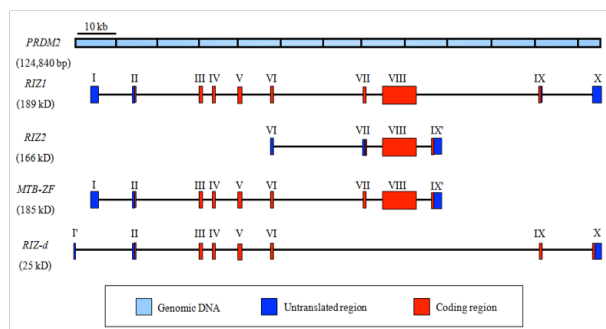 10 kb
PRDM2
(124,840 bp)
I II III IV V VI VII VIII IX X
RIZ1
(189 kD)
VI VII VIII IX'
RIZ2
(166 kD)
I II III IV V VI VII VIII IX'
MTB-ZF
(185 kD)
I' II III IV V VI IX X
RIZ-d
(25 kD)
Genomic DNA Untranslated region Coding region